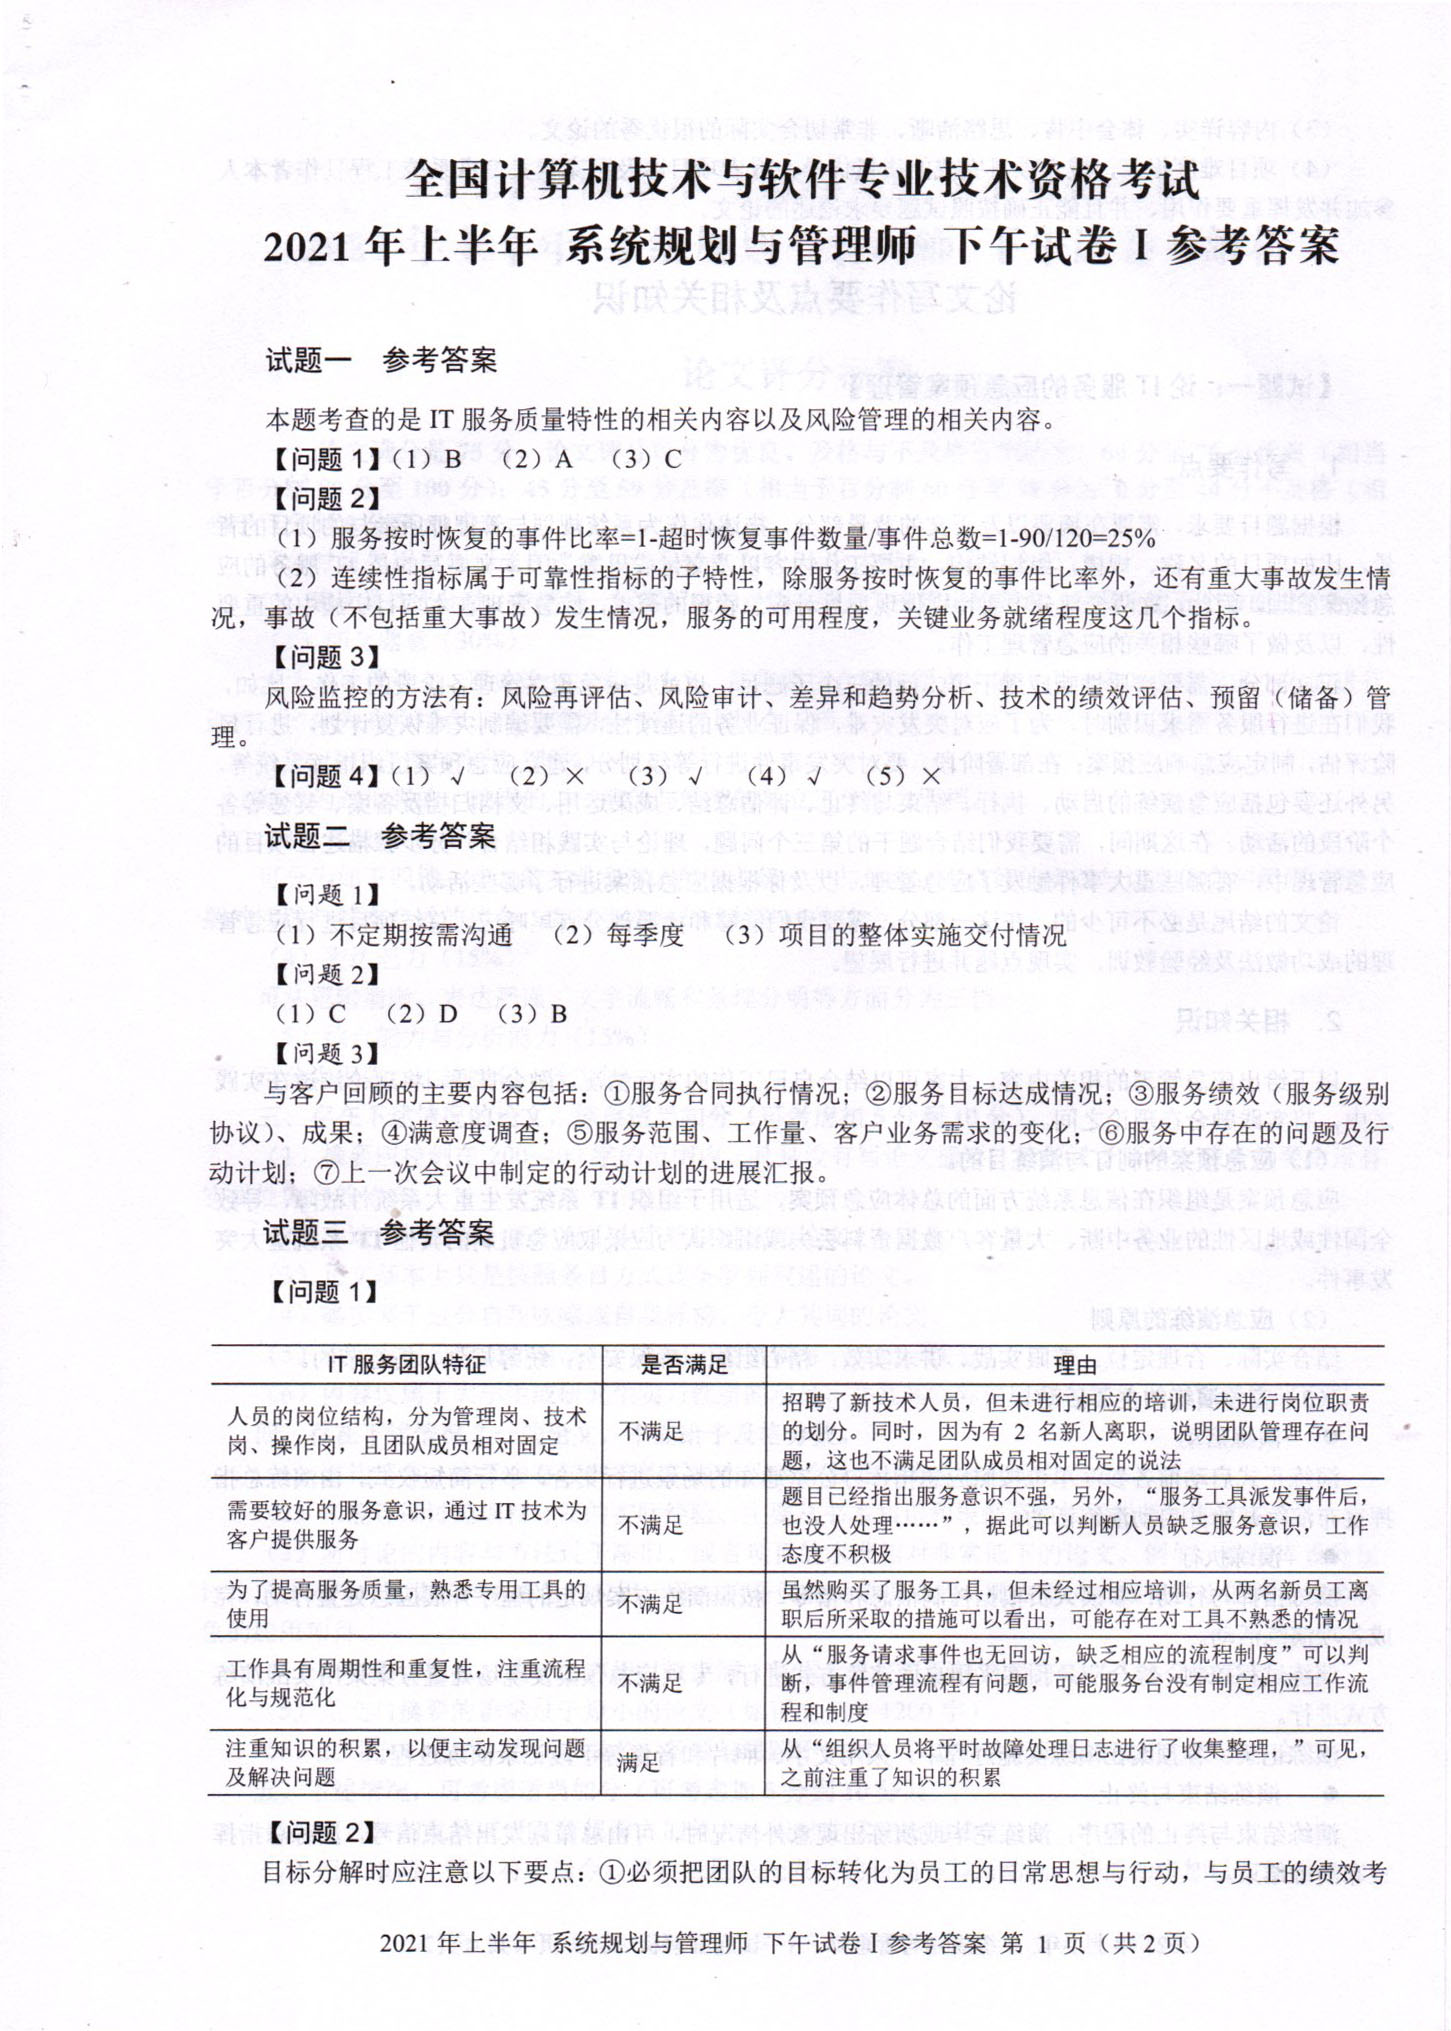 全国计算机技术与软件专业技术资格考试
2021年上半年 系统规划与管理师 下午试卷 I 参考答案
试题一 参考答案
本题考查的是 IT 服务质量特性的相关内容以及风险管理的相关内容。
【问题 1】（1）B （2）A （3）C
【问题 2】
（1）服务按时恢复的事件比率=1-超时恢复事件数量/事件总数=1-90/120=25%
（2）连续性指标属于可靠性指标的子特性，除服务按时恢复的事件比率外，还有重大事故发生情
况，事故（不包括重大事故）发生情况，服务的可用程度，关键业务就绪程度这几个指标。
【问题 3】
风险监控的方法有：风险再评估、风险审计、差异和趋势分析、技术的绩效评估、预留（储备）管
理。
【问题 4】（1）√ （2）× （3）√ （4）√ （5）×
试题二 参考答案
【问题 1】
（1）不定期按需沟通 （2）每季度 （3）项目的整体实施交付情况
【问题 2】
（1）C （2）D （3）B
【问题 3】
与客户回顾的主要内容包括：①服务合同执行情况；②服务目标达成情况；③服务绩效（服务级别
协议）、成果；④满意度调查；⑤服务范围、工作量、客户业务需求的变化；⑥服务中存在的问题及行
动计划；⑦上一次会议中制定的行动计划的进展汇报。
试题三 参考答案
【问题 1】
IT 服务团队特征 是否满足 理由
人员的岗位结构，分为管理岗、技术
岗、操作岗，且团队成员相对固定
不满足
招聘了新技术人员，但未进行相应的培训，未进行岗位职责
的划分。同时，因为有 2 名新人离职，说明团队管理存在问
题，这也不满足团队成员相对固定的说法
需要较好的服务意识，通过 IT 技术为
客户提供服务
不满足
题目已经指出服务意识不强，另外，“服务工具派发事件后，
也没人处理……”，据此可以判断人员缺乏服务意识，工作
态度不积极
为了提高服务质量，熟悉专用工具的
使用
不满足
虽然购买了服务工具，但未经过相应培训，从两名新员工离
职后所采取的措施可以看出，可能存在对工具不熟悉的情况
工作具有周期性和重复性，注重流程
化与规范化
不满足
从“服务请求事件也无回访，缺乏相应的流程制度”可以判
断，事件管理流程有问题，可能服务台没有制定相应工作流
程和制度
注重知识的积累，以便主动发现问题
及解决问题
满足
从“组织人员将平时故障处理日志进行了收集整理，”可见，
之前注重了知识的积累
【问题 2】
目标分解时应注意以下要点：①必须把团队的目标转化为员工的日常思想与行动，与员工的绩效考
2021 年上半年 系统规划与管理师 下午试卷 I 参考答案 第 1 页（共 2 页）